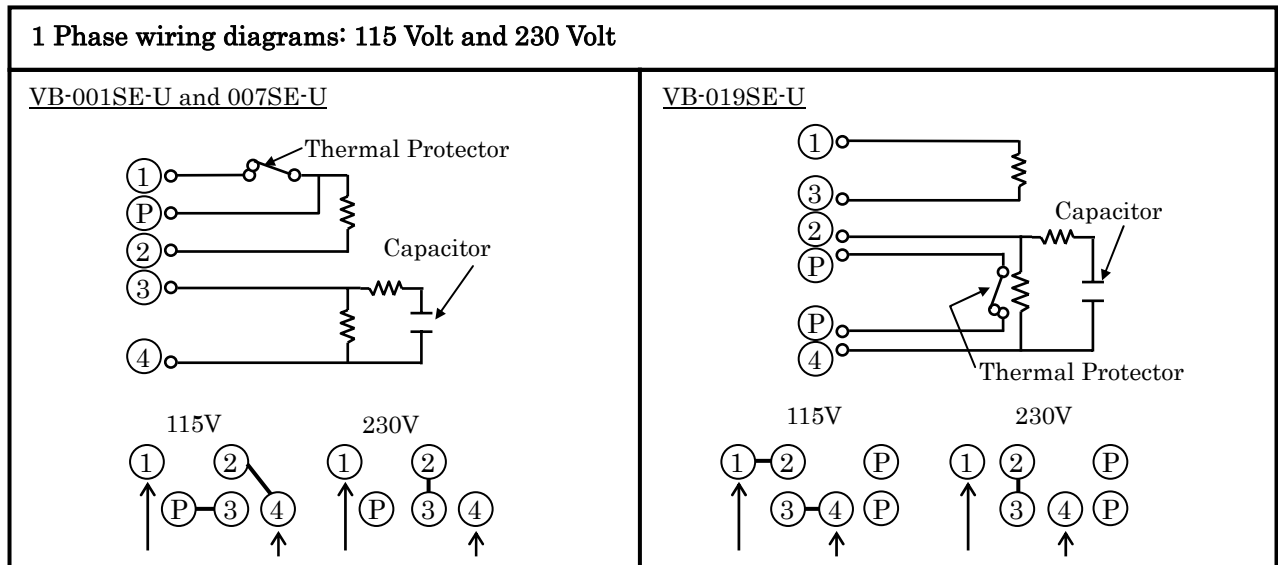 1 Phase wiring diagrams: 115 Volt and 230 Volt
VB-001SE-U and 007SE-U
Thermal Protector
1
P
2
Capacitor
3
4
115V 230V
1 2 1 2
P 3 4 P 3 4
VB-019SE-U
1
3
Capacitor
2
P
P
4
Thermal Protector
115V 230V
1 2 P 1 2 P
3 4 P 3 4 P